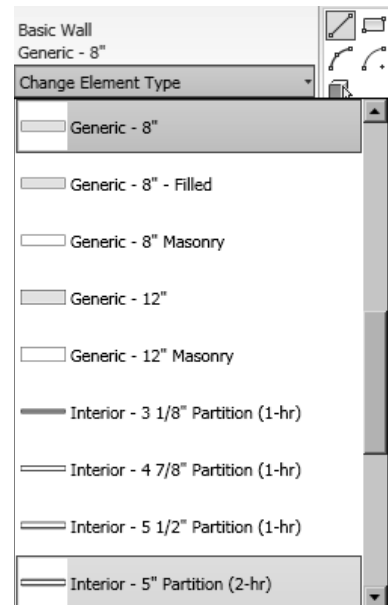 Basic Wall
Generic - 8"
Change Element Type
Generic - 8"
Generic - 8" - Filled
Generic - 8" Masonry
Generic - 12"
Generic - 12" Masonry
Interior - 3 1/8" Partition (1-hr)
Interior - 4 7/8" Partition (1-hr)
Interior - 5 1/2" Partition (1-hr)
Interior - 5" Partition (2-hr)